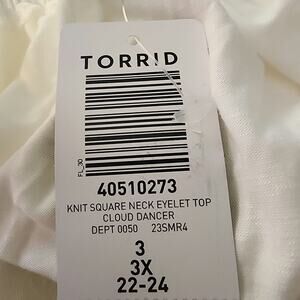 TORRID
FL_30
40510273
KNIT SQUARE NECK EYELET TOP
CLOUD DANCER
DEPT 0050 23SMR4
3
3X
22-24